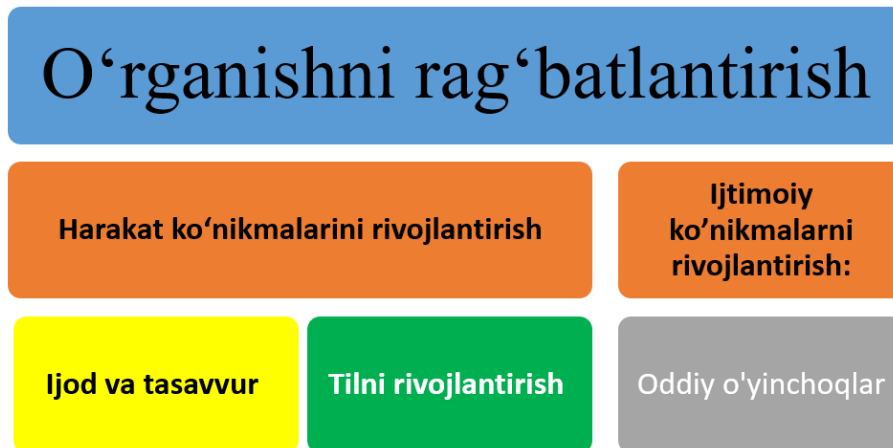 O‘rganishni rag‘batlantirish
Harakat ko‘nikmalarini rivojlantirish
Ijtimoiy
ko’nikmalarni
rivojlantirish:
Ijod va tasavvur
Tilni rivojlantirish
Oddiy o'yinchoqlar